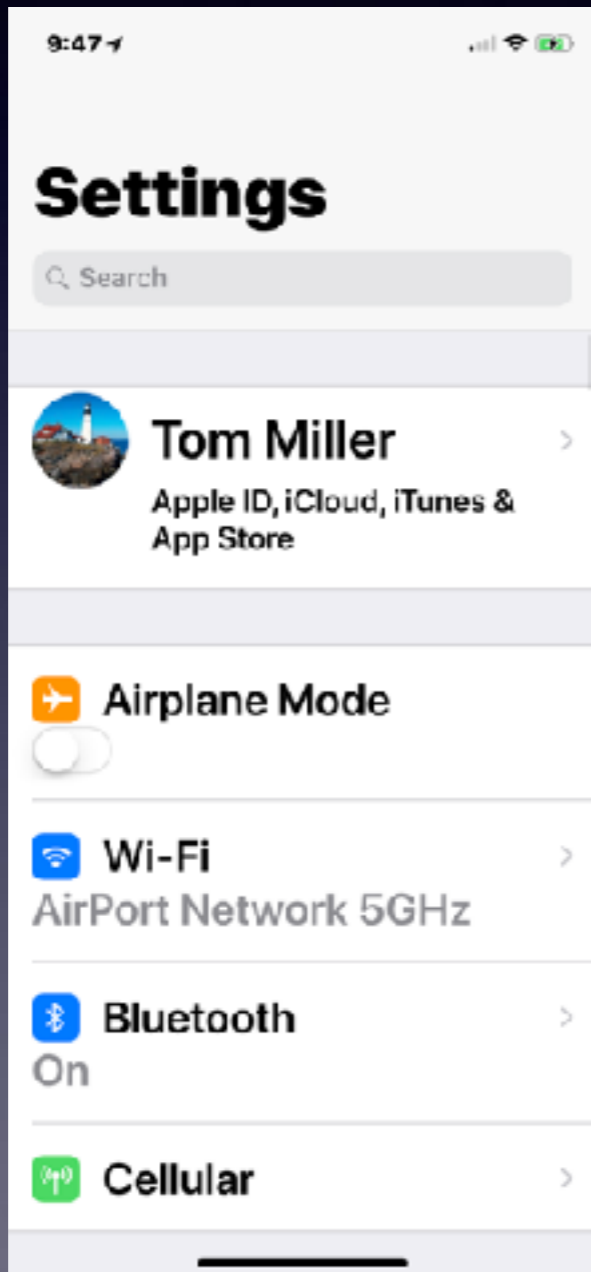 9:47
Settings
Search
Tom Miller
Apple ID, iCloud, iTunes &
App Store
Airplane Mode
Wi-Fi
AirPort Network 5GHz
Bluetooth
On
Cellular